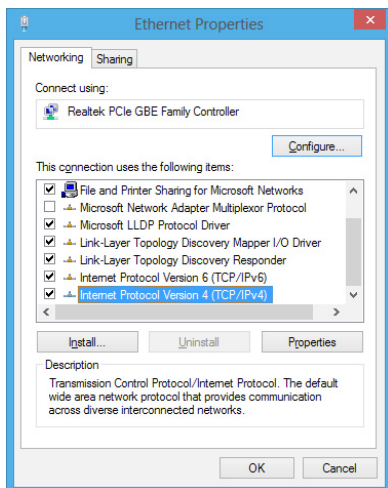 Ethernet Properties
Networking Sharing
Connect using:
Realtek PCIe GBE Family Controller
Configure...
This connection uses the following items:
File and Printer Sharing for Microsoft Networks
Microsoft Network Adapter Multiplexor Protocol
Microsoft LLDP Protocol Driver
Link-Layer Topology Discovery Mapper I/O Driver
Link-Layer Topology Discovery Responder
Internet Protocol Version 6 (TCP/IPv6)
Internet Protocol Version 4 (TCP/IPv4)
Install... Uninstall Properties
Description
Transmission Control Protocol/Internet Protocol. The default
wide area network protocol that provides communication
across diverse interconnected networks.
OK Cancel